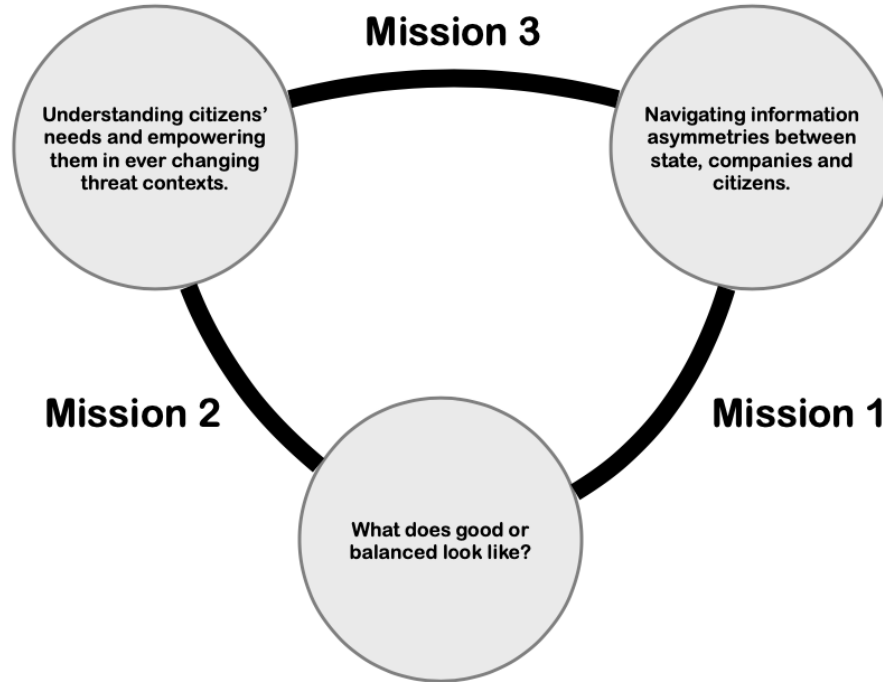 Mission 3
Understanding citizens’
needs and empowering
them in ever changing
threat contexts.
Navigating information
asymmetries between
state, companies and
citizens.
Mission 2
Mission 1
What does good or
balanced look like?